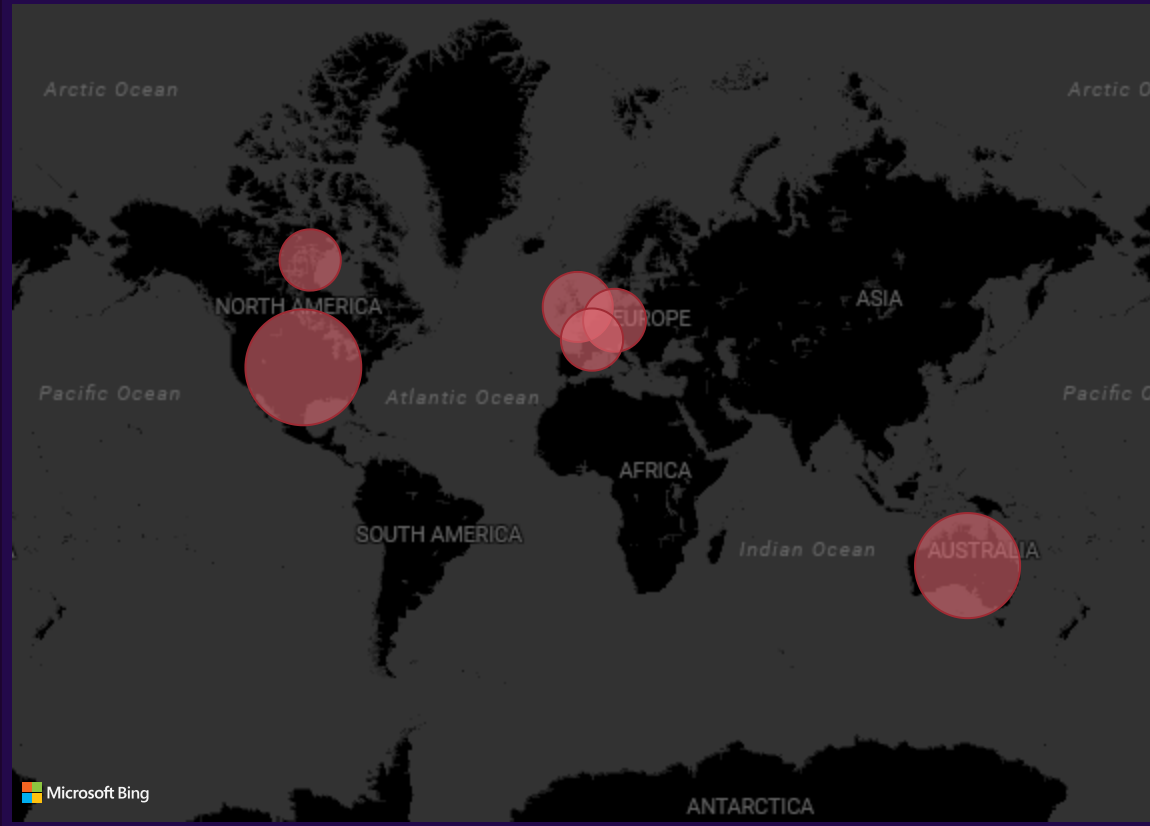 Arctic Ocean
Arctic O
NORTH AMERICA
EUROPE
ASIA
Pacific Ocean
Atlantic Ocean
Pacific O
AFRICA
SOUTH AMERICA
Indian Ocean
AUSTRALIA
Microsoft Bing
ANTARCTICA